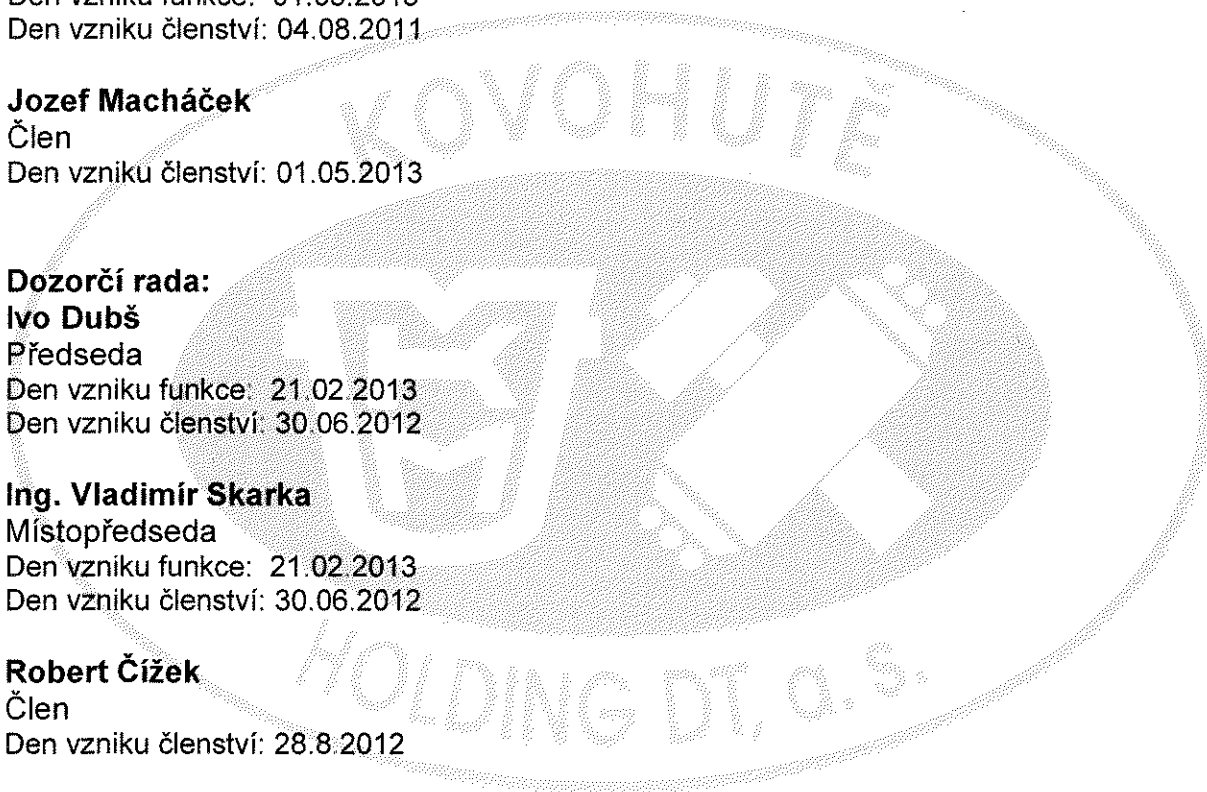 Den vzniku členství: 04.08.2011
Jozef Macháček
Člen
Den vzniku členství: 01.05.2013
Dozorčí rada:
Ivo Dubš
Předseda
Den vzniku funkce: 21.02.2013
Den vzniku členství: 30.06.2012
Ing. Vladimír Skarka
Místopředseda
Den vzniku funkce: 21.02.2013
Den vzniku členství: 30.06.2012
Robert Čížek
Člen
Den vzniku členství: 28.8.2012
KOVOHUTĚ
HOLDING DT, a.s.